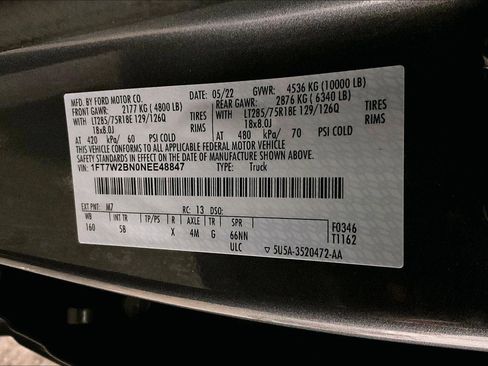 MFD. BY FORD MOTOR CO. 05/22 GVWR: 4536 KG (10000 LB)
FRONT GAWR: 2177 KG ( 4800 LB) REAR GAWR: 2876 KG ( 6340 LB)
WITH LT285/75R18E 129/126Q TIRES WITH LT285/75R18E 129/126Q TIRES
18x8.0J RIMS 18x8.0J RIMS
AT 420 kPa/ 60 PSI COLD AT 480 kPa/ 70 PSI COLD
THIS VEHICLE CONFORMS TO ALL APPLICABLE FEDERAL MOTOR VEHICLE
SAFETY STANDARDS IN EFFECT ON THE DATE OF MANUFACTURE SHOWN ABOVE.
VIN: 1FT7W2BN0NEE48847 TYPE: Truck
EXT PNT: M7 RC: 13 DSO:
WB INT TR TP/PS R AXLE TR SPR
160 5B X 4M G 66NN F0346
ULC T1162
5U5A-3520472-AA